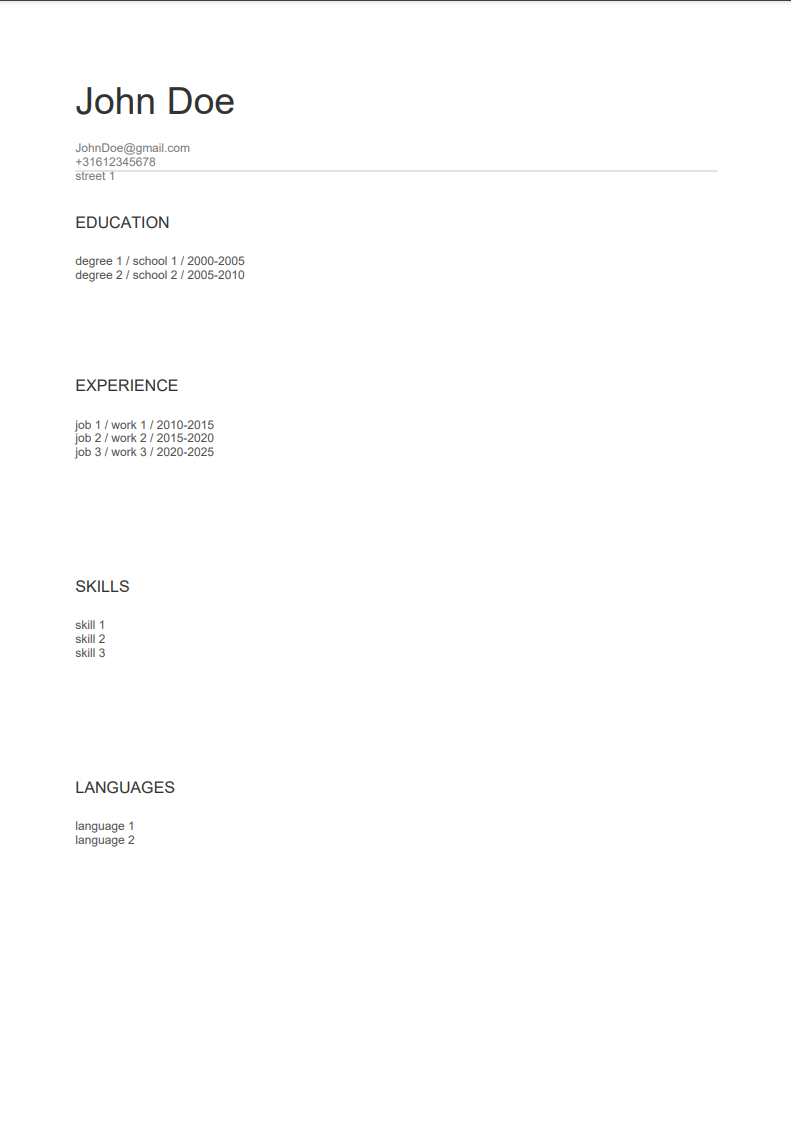 John Doe
JohnDoe@gmail.com
+31612345678
street 1
EDUCATION
degree 1 / school 1 / 2000-2005
degree 2 / school 2 / 2005-2010
EXPERIENCE
job 1 / work 1 / 2010-2015
job 2 / work 2 / 2015-2020
job 3 / work 3 / 2020-2025
SKILLS
skill 1
skill 2
skill 3
LANGUAGES
language 1
language 2